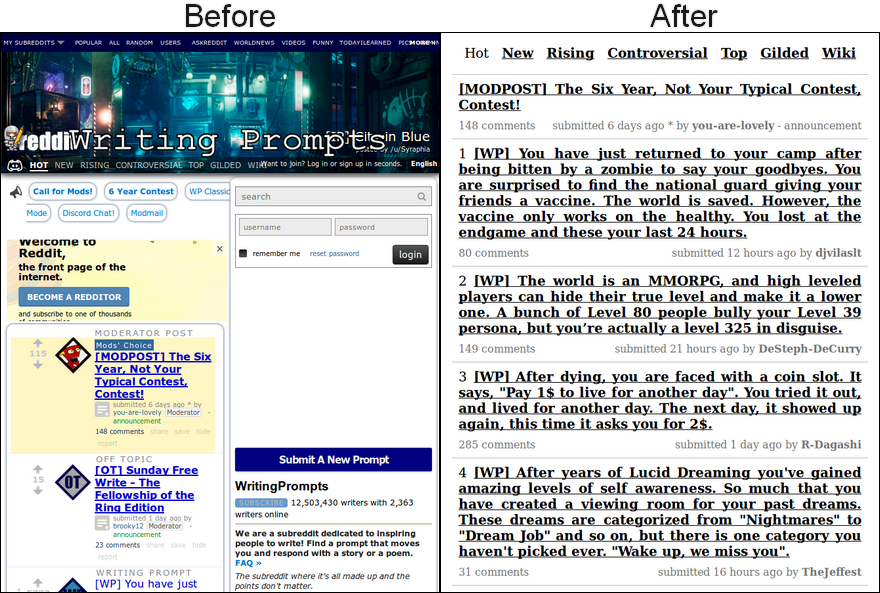 Before
After
MY SUBREDDITS POPULAR ALL RANDOM USERS ASKREDDIT WORLDNEWS VIDEOS FUNNY TODAYILEARNED
reddit Writing Prompts
in Blue
/u/Syraphia
HOT NEW RISING CONTROVERSIAL TOP GILDED WIKI
Want to join? Log in or sign up in seconds. English
Call for Mods! 6 Year Contest WP Classic
Mode Discord Chat! Modmail
Welcome to
Reddit,
the front page of the
internet.
BECOME A REDDITOR
and subscribe to one of thousands
of communities.
MODERATOR POST
115
Mods' Choice
[MODPOST] The Six
Year, Not Your
Typical Contest,
Contest!
submitted 6 days ago * by
you-are-lovely Moderator -
announcement
148 comments share save hide
report
OFF TOPIC
15
OT
[OT] Sunday Free
Write - The
Fellowship of the
Ring Edition
submitted 1 day ago by
brooky12 Moderator -
announcement
23 comments share save hide
report
WRITING PROMPT
[WP] You have just
search
username password
remember me reset password login
Submit A New Prompt
WritingPrompts
SUBSCRIBE 12,503,430 writers with 2,363
writers online
We are a subreddit dedicated to inspiring
people to write! Find a prompt that moves
you and respond with a story or a poem.
FAQ »
The subreddit where it's all made up and the
points don't matter.
Hot New Rising Controversial Top Gilded Wiki
[MODPOST] The Six Year, Not Your Typical Contest,
Contest!
148 comments submitted 6 days ago * by you-are-lovely - announcement
1 [WP] You have just returned to your camp after
being bitten by a zombie to say your goodbyes. You
are surprised to find the national guard giving your
friends a vaccine. The world is saved. However, the
vaccine only works on the healthy. You lost at the
endgame and these your last 24 hours.
80 comments submitted 12 hours ago by djvilaslt
2 [WP] The world is an MMORPG, and high leveled
players can hide their true level and make it a lower
one. A bunch of Level 80 people bully your Level 39
persona, but you're actually a level 325 in disguise.
149 comments submitted 21 hours ago by DeSteph-DeCurry
3 [WP] After dying, you are faced with a coin slot. It
says, "Pay 1$ to live for another day". You tried it out,
and lived for another day. The next day, it showed up
again, this time it asks you for 2$.
285 comments submitted 1 day ago by R-Dagashi
4 [WP] After years of Lucid Dreaming you've gained
amazing levels of self awareness. So much that you
have created a viewing room for your past dreams.
These dreams are categorized from "Nightmares" to
"Dream Job" and so on, but there is one category you
haven't picked ever. "Wake up, we miss you".
31 comments submitted 16 hours ago by TheJeffest